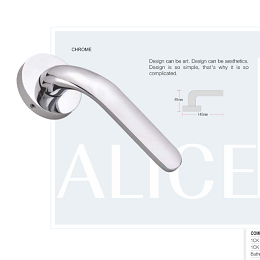 CHROME
Design can be art. Design can be aesthetics.
Design is so simple, that's why it is so
complicated.
ALICE
COM